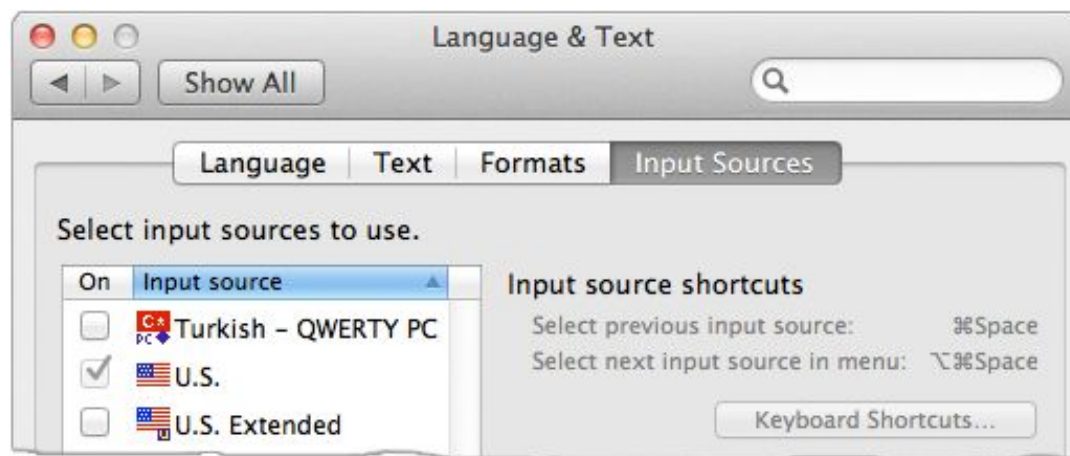 Language & Text
Show All
Language Text Formats Input Sources
Select input sources to use.
On Input source
Turkish – QWERTY PC
U.S.
U.S. Extended
Input source shortcuts
Select previous input source: ⌘Space
Select next input source in menu: ⌥⌘Space
Keyboard Shortcuts...